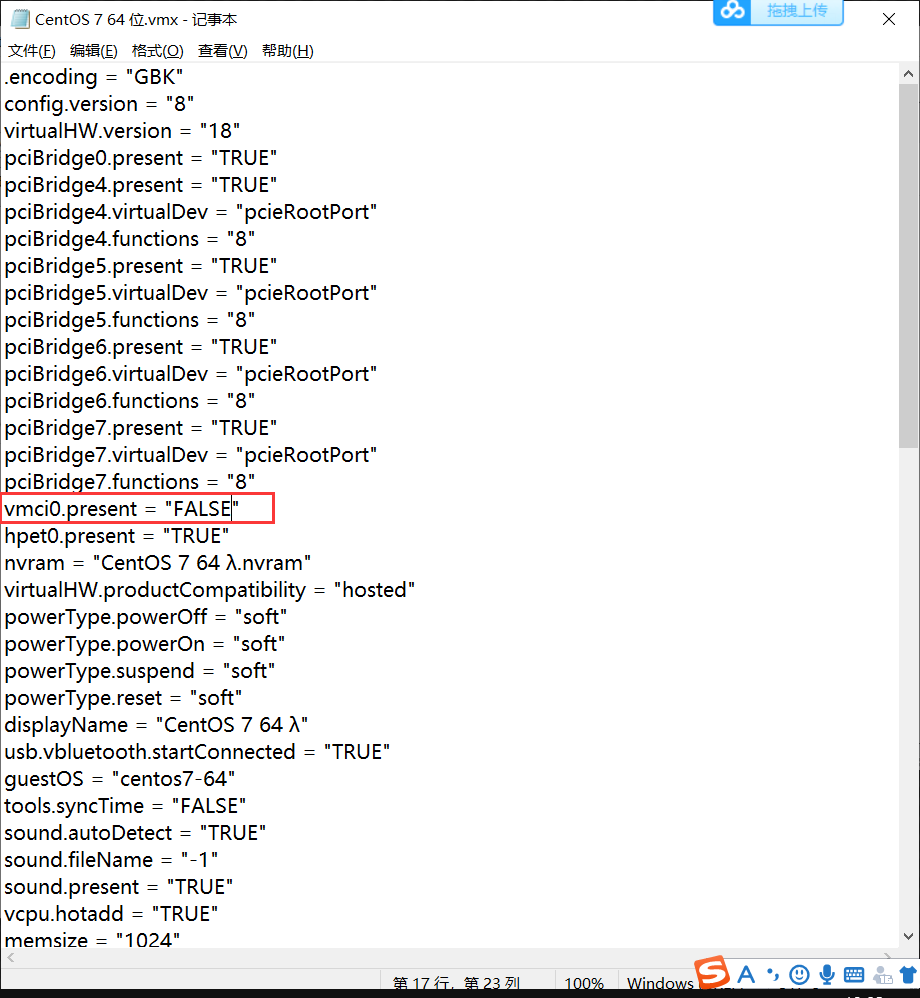 CentOS 7 64 位.vmx - 记事本
拖拽上传
文件(F) 编辑(E) 格式(O) 查看(V) 帮助(H)
.encoding = "GBK"
config.version = "8"
virtualHW.version = "18"
pciBridge0.present = "TRUE"
pciBridge4.present = "TRUE"
pciBridge4.virtualDev = "pcieRootPort"
pciBridge4.functions = "8"
pciBridge5.present = "TRUE"
pciBridge5.virtualDev = "pcieRootPort"
pciBridge5.functions = "8"
pciBridge6.present = "TRUE"
pciBridge6.virtualDev = "pcieRootPort"
pciBridge6.functions = "8"
pciBridge7.present = "TRUE"
pciBridge7.virtualDev = "pcieRootPort"
pciBridge7.functions = "8"
vmci0.present = "FALSE"
hpet0.present = "TRUE"
nvram = "CentOS 7 64 λ.nvram"
virtualHW.productCompatibility = "hosted"
powerType.powerOff = "soft"
powerType.powerOn = "soft"
powerType.suspend = "soft"
powerType.reset = "soft"
displayName = "CentOS 7 64 λ"
usb.vbluetooth.startConnected = "TRUE"
guestOS = "centos7-64"
tools.syncTime = "FALSE"
sound.autoDetect = "TRUE"
sound.fileName = "-1"
sound.present = "TRUE"
vcpu.hotadd = "TRUE"
memsize = "1024"
第 17 行，第 23 列 100% Windows